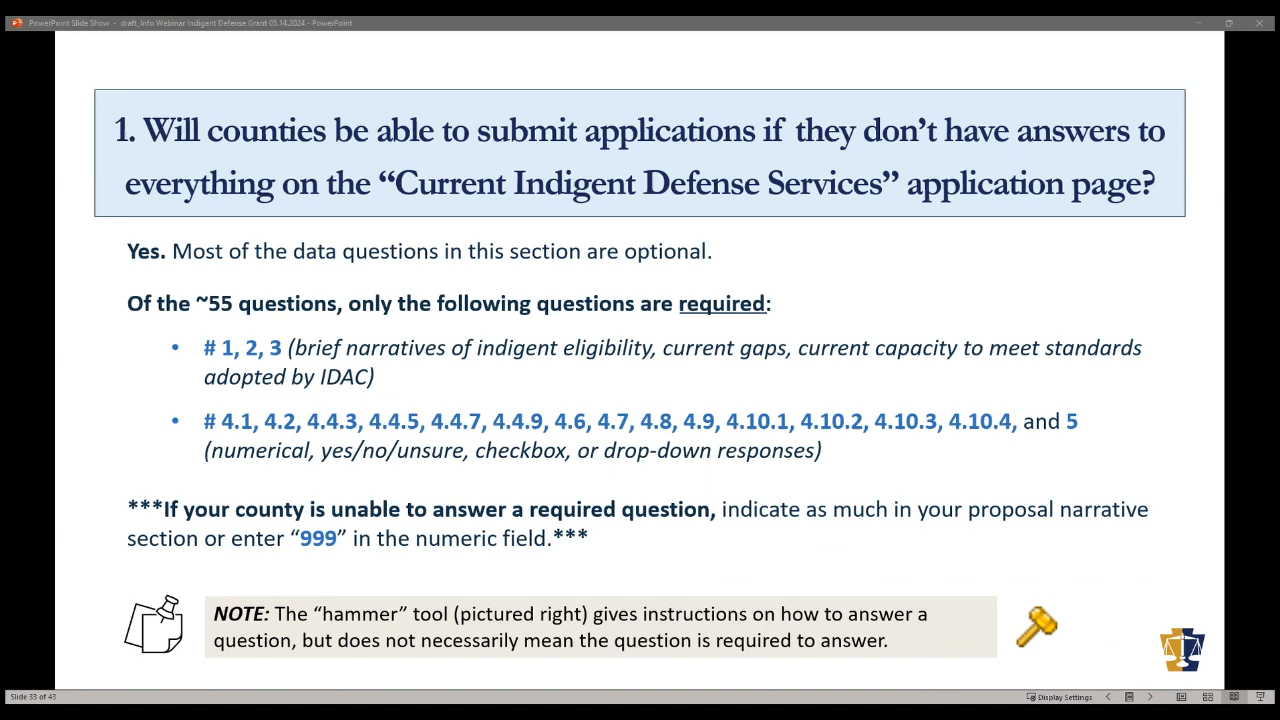 PowerPoint Slide Show - draft_Info Webinar Indigent Defense Grant 05.14.2024 - PowerPoint
1. Will counties be able to submit applications if they don’t have answers to
everything on the “Current Indigent Defense Services” application page?
Yes. Most of the data questions in this section are optional.
Of the ~55 questions, only the following questions are required:
• # 1, 2, 3 (brief narratives of indigent eligibility, current gaps, current capacity to meet standards
adopted by IDAC)
• # 4.1, 4.2, 4.4.3, 4.4.5, 4.4.7, 4.4.9, 4.6, 4.7, 4.8, 4.9, 4.10.1, 4.10.2, 4.10.3, 4.10.4, and 5
(numerical, yes/no/unsure, checkbox, or drop-down responses)
***If your county is unable to answer a required question, indicate as much in your proposal narrative
section or enter “999” in the numeric field.***
NOTE: The “hammer” tool (pictured right) gives instructions on how to answer a
question, but does not necessarily mean the question is required to answer.
Slide 33 of 43
Display Settings